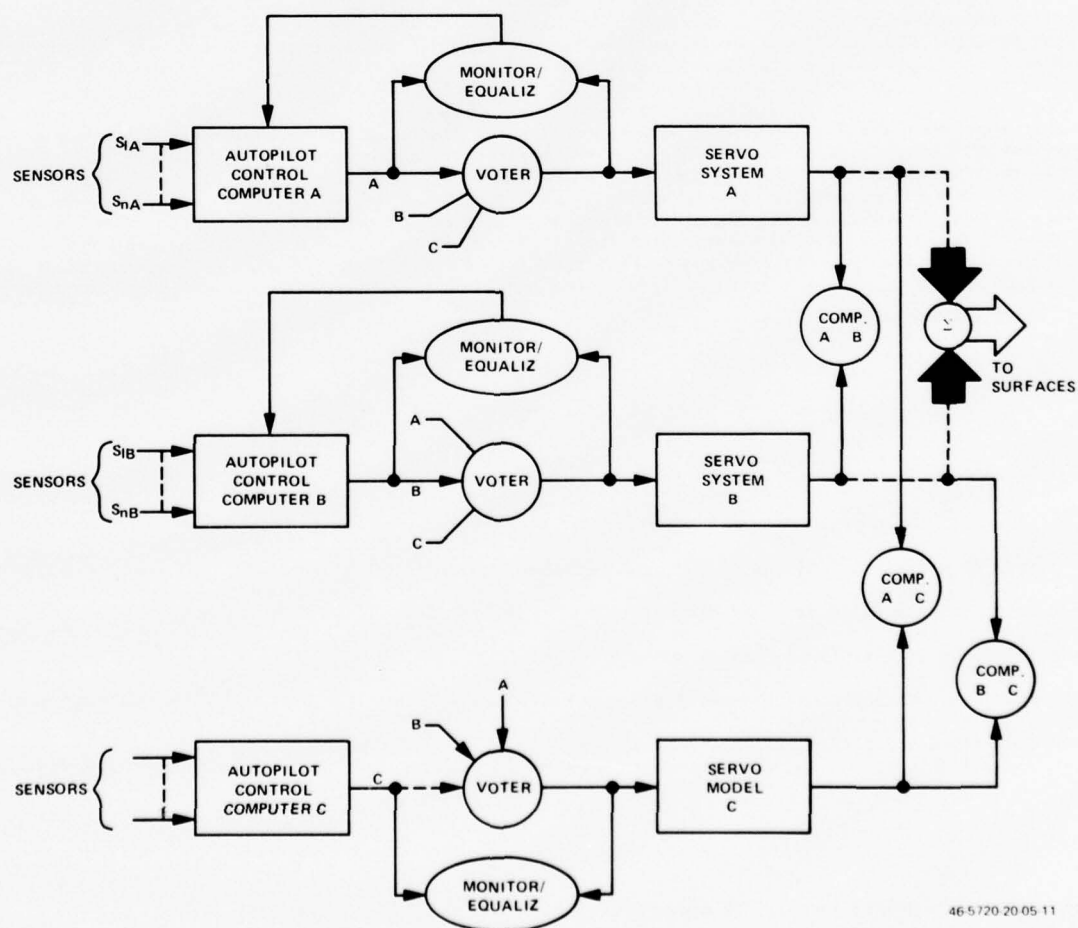 MONITOR/
EQUALIZ
SENSORS
S1A
SnA
AUTOPILOT
CONTROL
COMPUTER A
A
VOTER
B
C
SERVO
SYSTEM
A
COMP.
A B
Σ
TO
SURFACES
MONITOR/
EQUALIZ
SENSORS
S1B
SnB
AUTOPILOT
CONTROL
COMPUTER B
B
A
VOTER
C
SERVO
SYSTEM
B
COMP.
A C
COMP.
B C
SENSORS
AUTOPILOT
CONTROL
COMPUTER C
C
B
A
VOTER
SERVO
MODEL
C
MONITOR/
EQUALIZ
46-5720-20-05-11